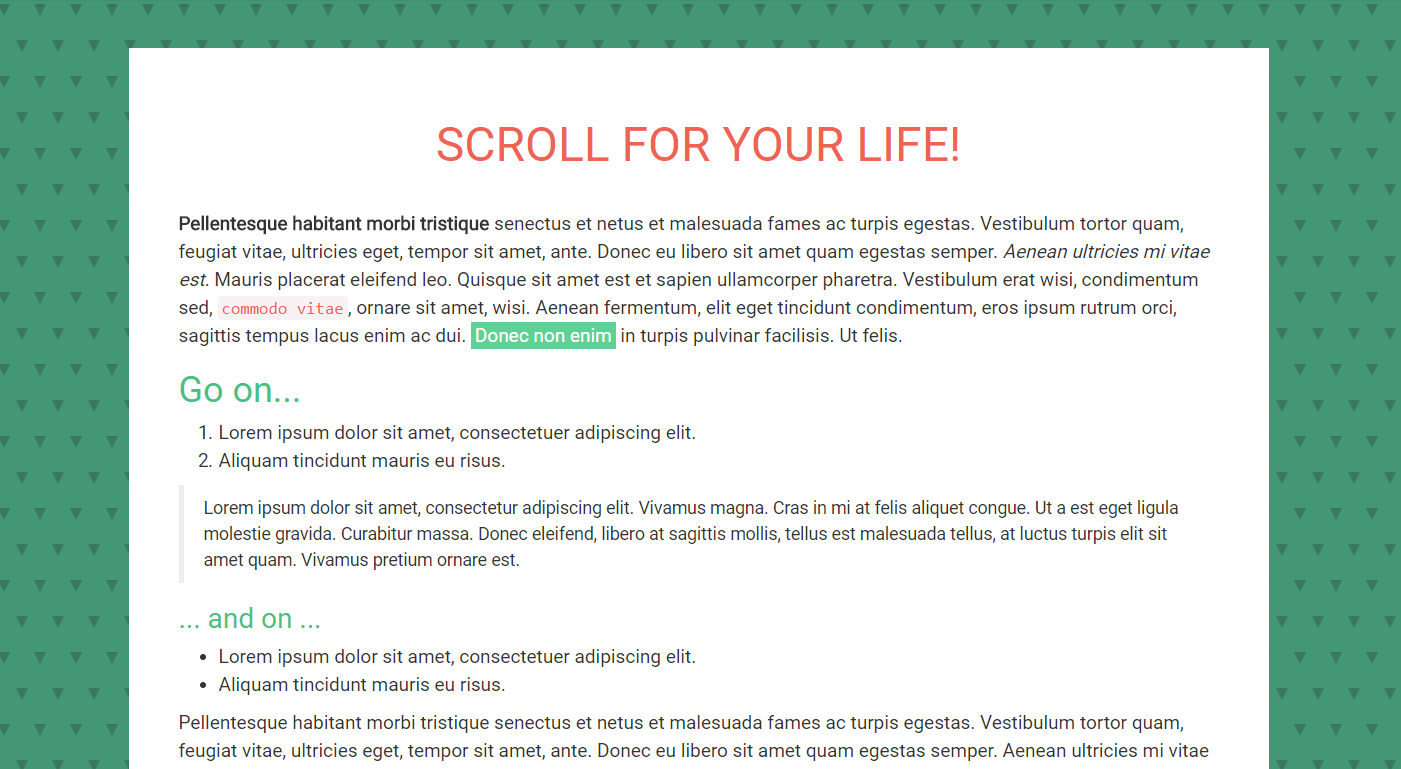 SCROLL FOR YOUR LIFE!
Pellentesque habitant morbi tristique senectus et netus et malesuada fames ac turpis egestas. Vestibulum tortor quam,
feugiat vitae, ultricies eget, tempor sit amet, ante. Donec eu libero sit amet quam egestas semper. Aenean ultricies mi vitae
est. Mauris placerat eleifend leo. Quisque sit amet est et sapien ullamcorper pharetra. Vestibulum erat wisi, condimentum
sed, commodo vitae, ornare sit amet, wisi. Aenean fermentum, elit eget tincidunt condimentum, eros ipsum rutrum orci,
sagittis tempus lacus enim ac dui. Donec non enim in turpis pulvinar facilisis. Ut felis.
Go on...
1. Lorem ipsum dolor sit amet, consectetuer adipiscing elit.
2. Aliquam tincidunt mauris eu risus.
Lorem ipsum dolor sit amet, consectetur adipiscing elit. Vivamus magna. Cras in mi at felis aliquet congue. Ut a est eget ligula
molestie gravida. Curabitur massa. Donec eleifend, libero at sagittis mollis, tellus est malesuada tellus, at luctus turpis elit sit
amet quam. Vivamus pretium ornare est.
... and on ...
• Lorem ipsum dolor sit amet, consectetuer adipiscing elit.
• Aliquam tincidunt mauris eu risus.
Pellentesque habitant morbi tristique senectus et netus et malesuada fames ac turpis egestas. Vestibulum tortor quam,
feugiat vitae, ultricies eget, tempor sit amet, ante. Donec eu libero sit amet quam egestas semper. Aenean ultricies mi vitae